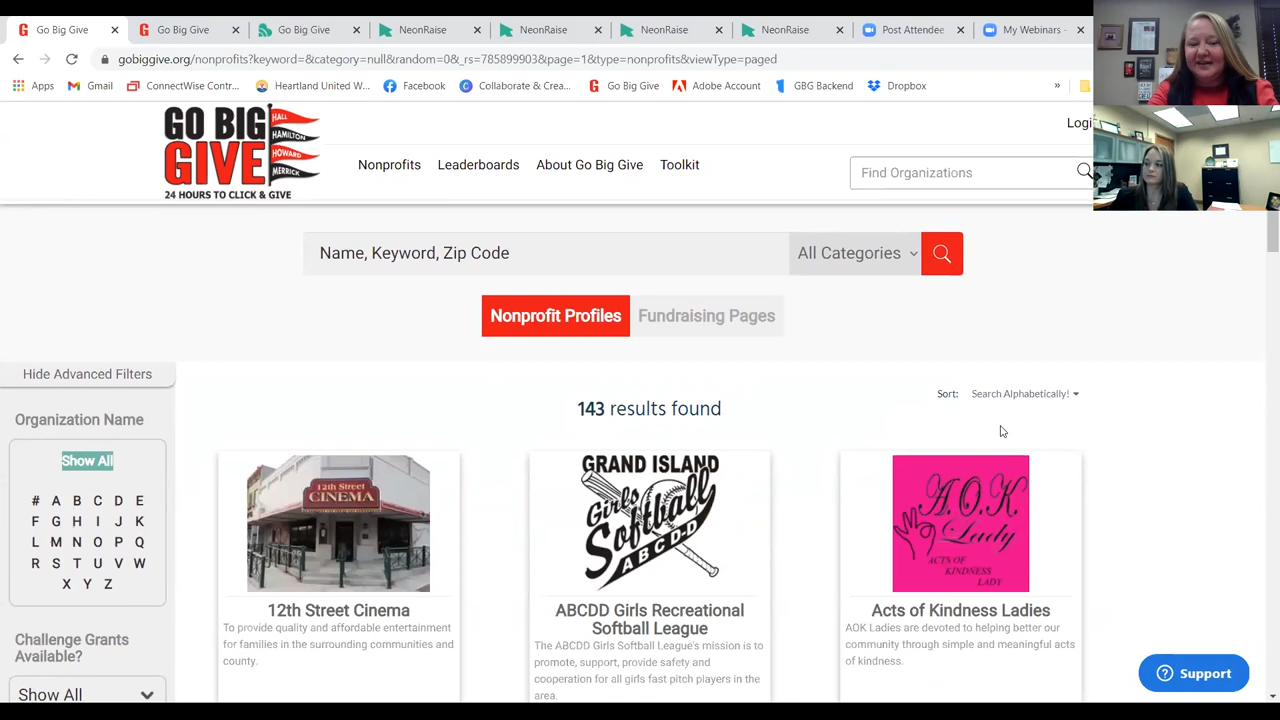 Go Big Give
Go Big Give
Go Big Give
NeonRaise
NeonRaise
NeonRaise
NeonRaise
Post Attendee
My Webinars -
gobiggive.org/nonprofits?keyword=&category=null&random=0&_rs=785890903&page=1&type=nonprofits&viewType=paged
Apps
Gmail
ConnectWise Contr...
Heartland United W...
Facebook
Collaborate & Crea...
Go Big Give
Adobe Account
GBG Backend
Dropbox
»
GO BIG
GIVE
HALL
HAMILTON
HOWARD
MERRICK
24 HOURS TO CLICK & GIVE
Logi
Nonprofits
Leaderboards
About Go Big Give
Toolkit
Find Organizations
Name, Keyword, Zip Code
All Categories
Nonprofit Profiles
Fundraising Pages
Hide Advanced Filters
Sort: Search Alphabetically!
143 results found
Organization Name
Show All
# A B C D E
F G H I J K
L M N O P Q
R S T U V W
X Y Z
Challenge Grants
Available?
Show All
12th Street
CINEMA
12th Street Cinema
To provide quality and affordable entertainment
for families in the surrounding communities and
county.
GRAND ISLAND
Girls
Softball
ABCDD
ABCDD Girls Recreational
Softball League
The ABCDD Girls Softball League's mission is to
promote, support, provide safety and
cooperation for all girls fast pitch players in the
area.
A.O.K
Lady
ACTS OF
KINDNESS
LADY
Acts of Kindness Ladies
AOK Ladies are devoted to helping better our
community through simple and meaningful acts
of kindness.
Support